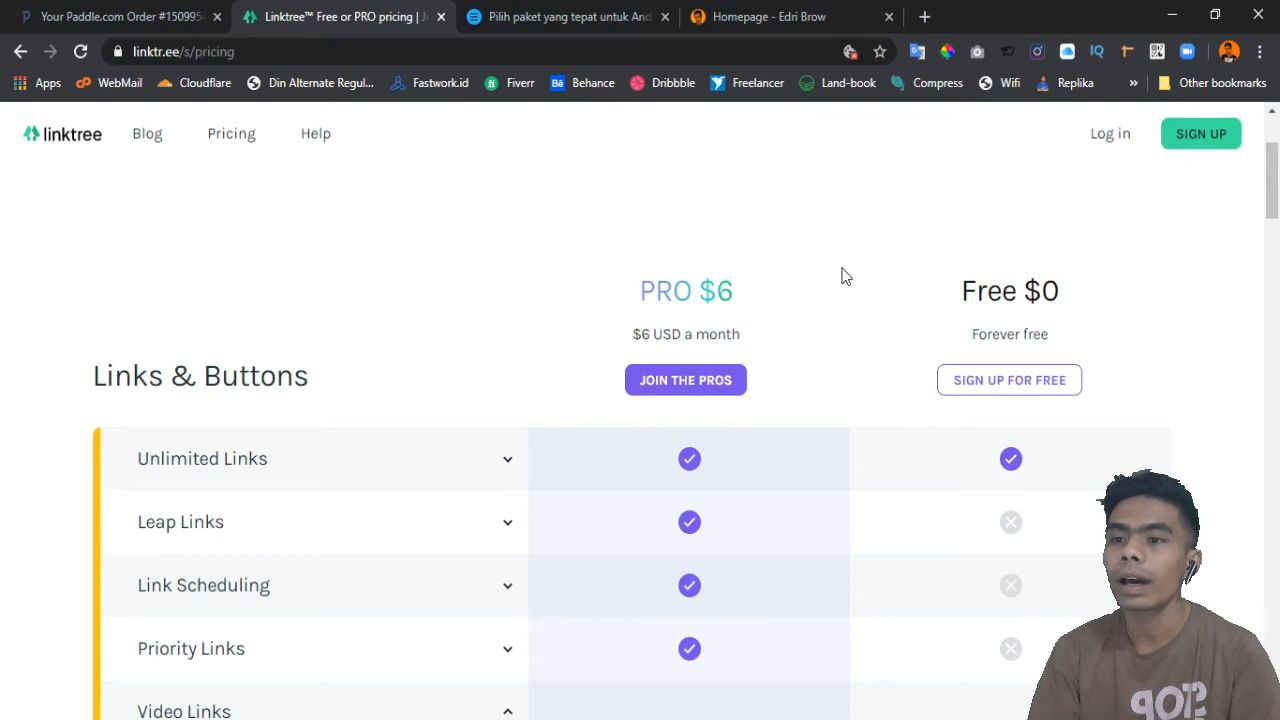 Your Paddle.com Order #150995
Linktree™ Free or PRO pricing | Ju
Pilih paket yang tepat untuk And
Homepage - Edri Brow
linktr.ee/s/pricing
Apps
WebMail
Cloudflare
Din Alternate Regul...
Fastwork.id
Fiverr
Behance
Dribbble
Freelancer
Land-book
Compress
Wifi
Replika
»
Other bookmarks
linktree
Blog
Pricing
Help
Log in
SIGN UP
PRO $6
Free $0
$6 USD a month
Forever free
Links & Buttons
JOIN THE PROS
SIGN UP FOR FREE
Unlimited Links
Leap Links
Link Scheduling
Priority Links
Video Links